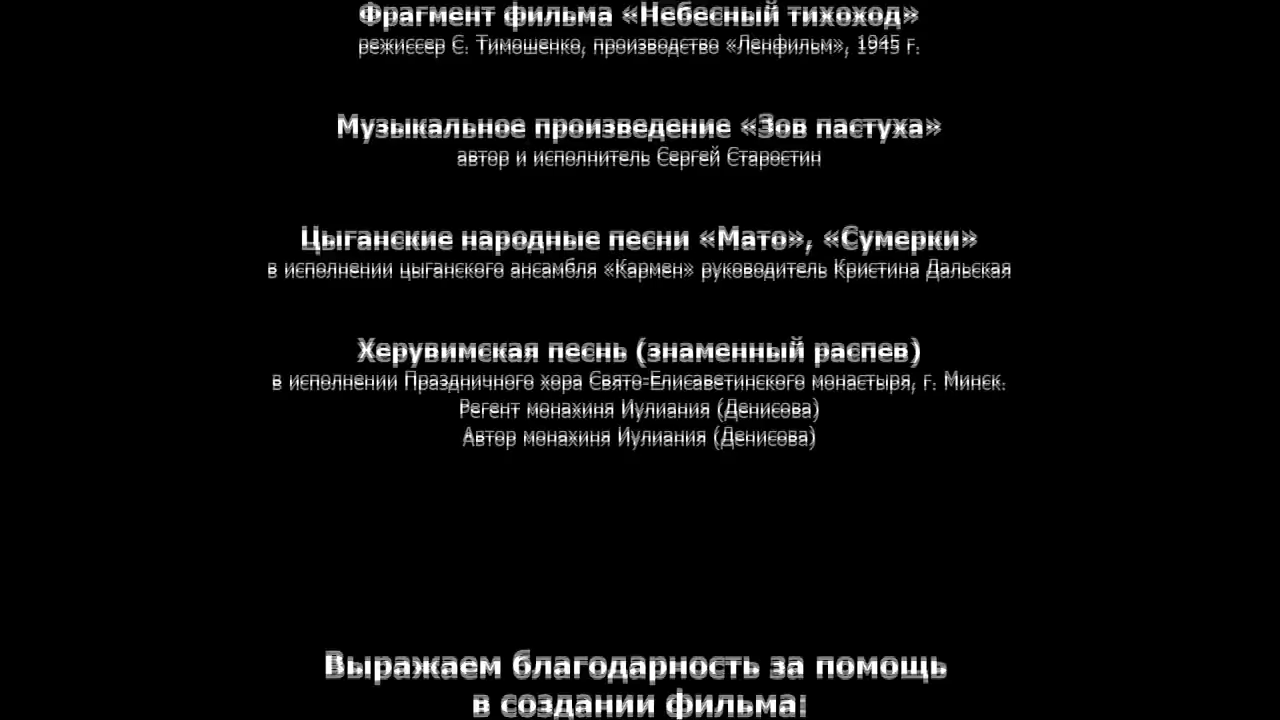 Фрагмент фильма «Небесный тихоход»
режиссер С. Тимошенко, производство «Ленфильм», 1945 г.
Музыкальное произведение «Зов пастуха»
автор и исполнитель Сергей Старостин
Цыганские народные песни «Мато», «Сумерки»
в исполнении цыганского ансамбля «Кармен» руководитель Кристина Дальская
Херувимская песнь (знаменный распев)
в исполнении Праздничного хора Свято-Елисаветинского монастыря, г. Минск.
Регент монахиня Иулиания (Денисова)
Автор монахиня Иулиания (Денисова)
Выражаем благодарность за помощь
в создании фильма: